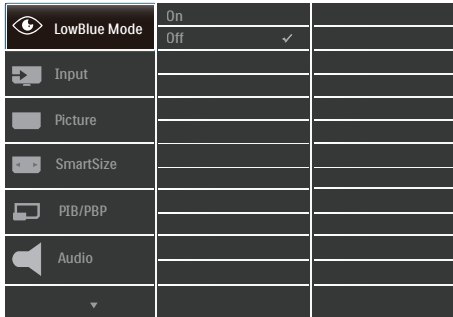 LowBlue Mode
On
Off
Input
Picture
SmartSize
PIB/PBP
Audio